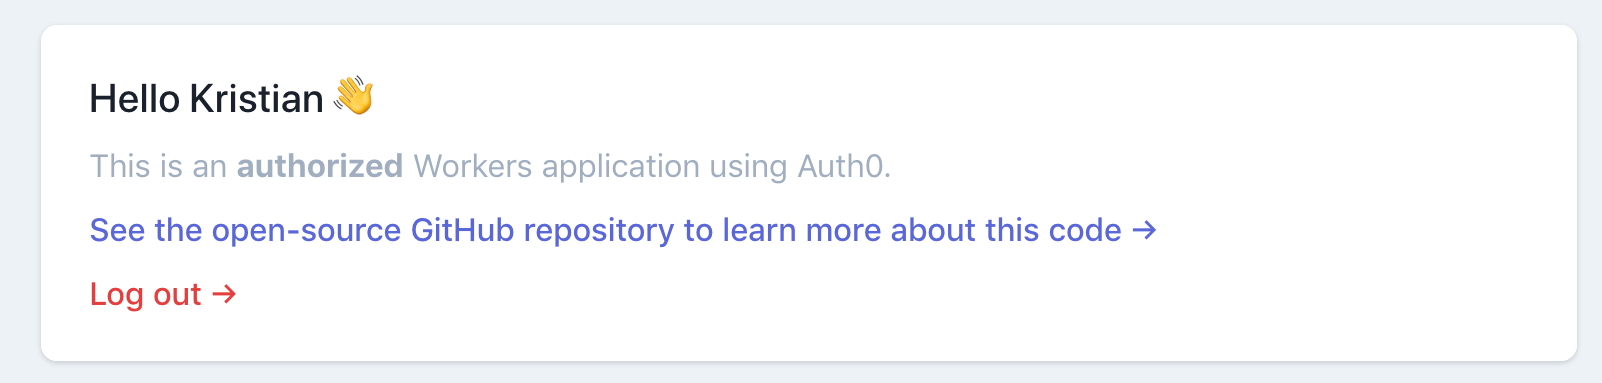 Hello Kristian 👋
This is an authorized Workers application using Auth0.
See the open-source GitHub repository to learn more about this code →
Log out →